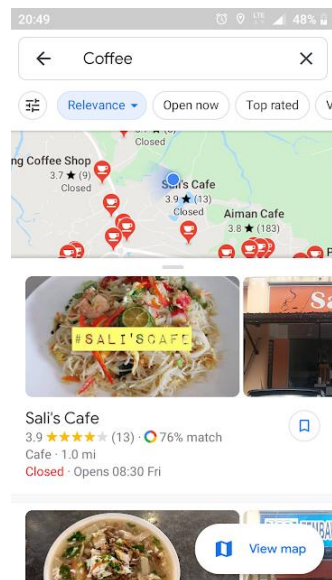 20:49
LTE
48%
Coffee
Relevance
Open now
Top rated
Closed
ng Coffee Shop
3.7 ★ (9)
Closed
Sali's Cafe
3.9 ★ (13)
Closed
Aiman Cafe
3.8 ★ (183)
#SALI'SCAFE
Sali's Cafe
3.9 ★★★★★ (13) · 76% match
Cafe · 1.0 mi
Closed · Opens 08:30 Fri
View map